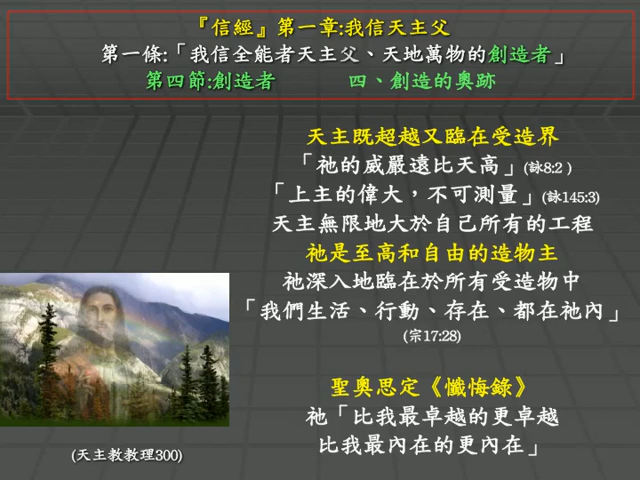 『信經』第一章:我信天主父
第一條:「我信全能者天主父、天地萬物的創造者」
第四節:創造者 四、創造的奧跡
天主既超越又臨在受造界
「祂的威嚴遠比天高」(詠8:2 )
「上主的偉大，不可測量」(詠145:3)
天主無限地大於自己所有的工程
祂是至高和自由的造物主
祂深入地臨在於所有受造物中
「我們生活、行動、存在、都在祂內」
(宗17:28)
聖奧思定《懺悔錄》
祂「比我最卓越的更卓越
比我最內在的更內在」
(天主教教理300)